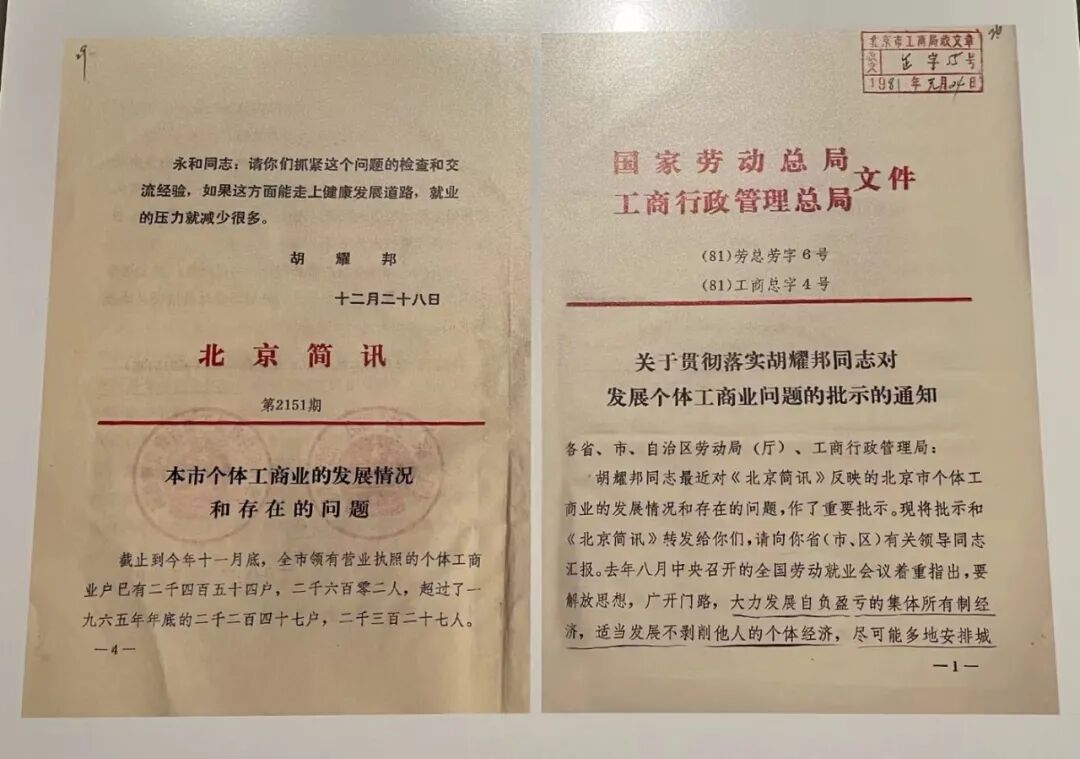 29
永和同志：请你们抓紧这个问题的检查和交
流经验，如果这方面能走上健康发展道路，就业
的压力就减少很多。
胡耀邦
十二月二十八日
北京简讯
第2151期
本市个体工商业的发展情况
和存在的问题
截止到今年十一月底，全市领有营业执照的个体工商
业户已有二千四百五十四户，二千六百零二人，超过了一
九六五年年底的二千二百四十七户，二千三百二十七人。
—4—
北京市工商局收文章
字15号
1981年元月24日
国家劳动总局
工商行政管理总局
文件
(81)劳总劳字6号
(81)工商总字4号
关于贯彻落实胡耀邦同志对
发展个体工商业问题的批示的通知
各省、市、自治区劳动局（厅）、工商行政管理局：
胡耀邦同志最近对《北京简讯》反映的北京市个体工
商业的发展情况和存在的问题，作了重要批示。现将批示和
《北京简讯》转发给你们，请向你省(市、区)有关领导同志
汇报。去年八月中央召开的全国劳动就业会议着重指出，要
解放思想，广开门路，大力发展自负盈亏的集体所有制经
济，适当发展不剥削他人的个体经济，尽可能多地安排城
—1—